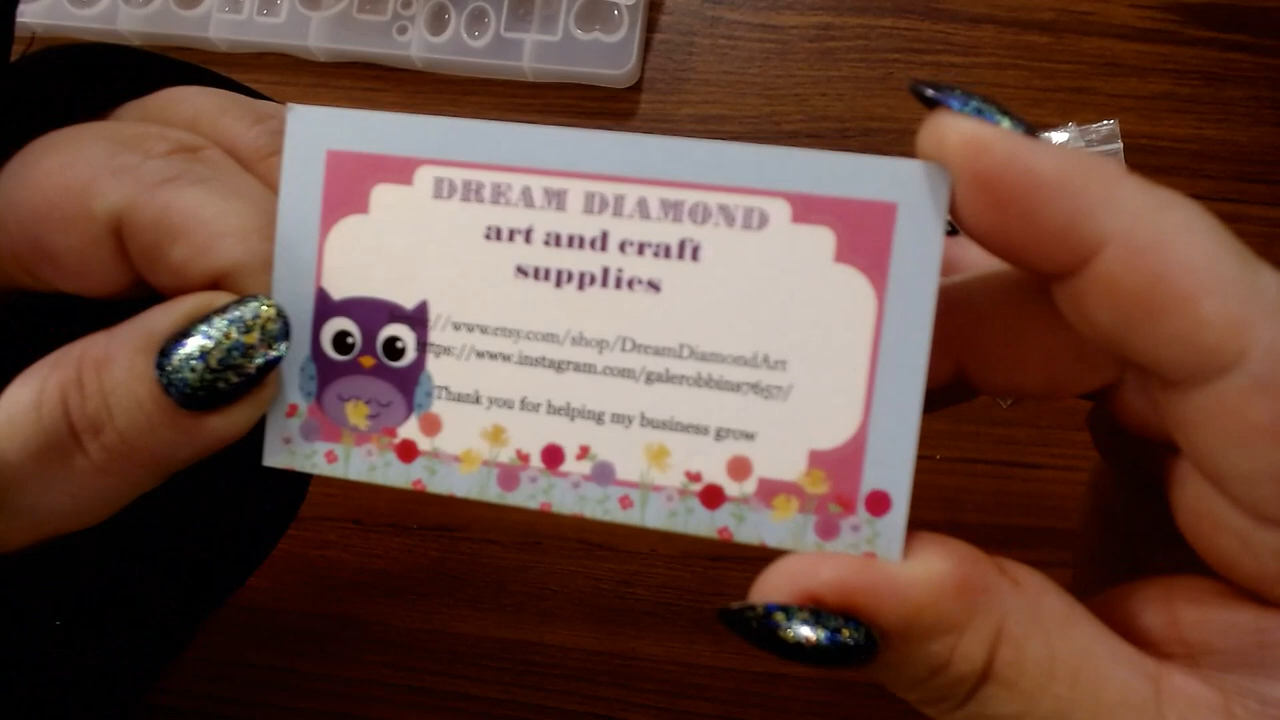 DREAM DIAMOND
art and craft
supplies
://www.etsy.com/shop/DreamDiamondArt
https://www.instagram.com/galerobbins7657/
Thank you for helping my business grow